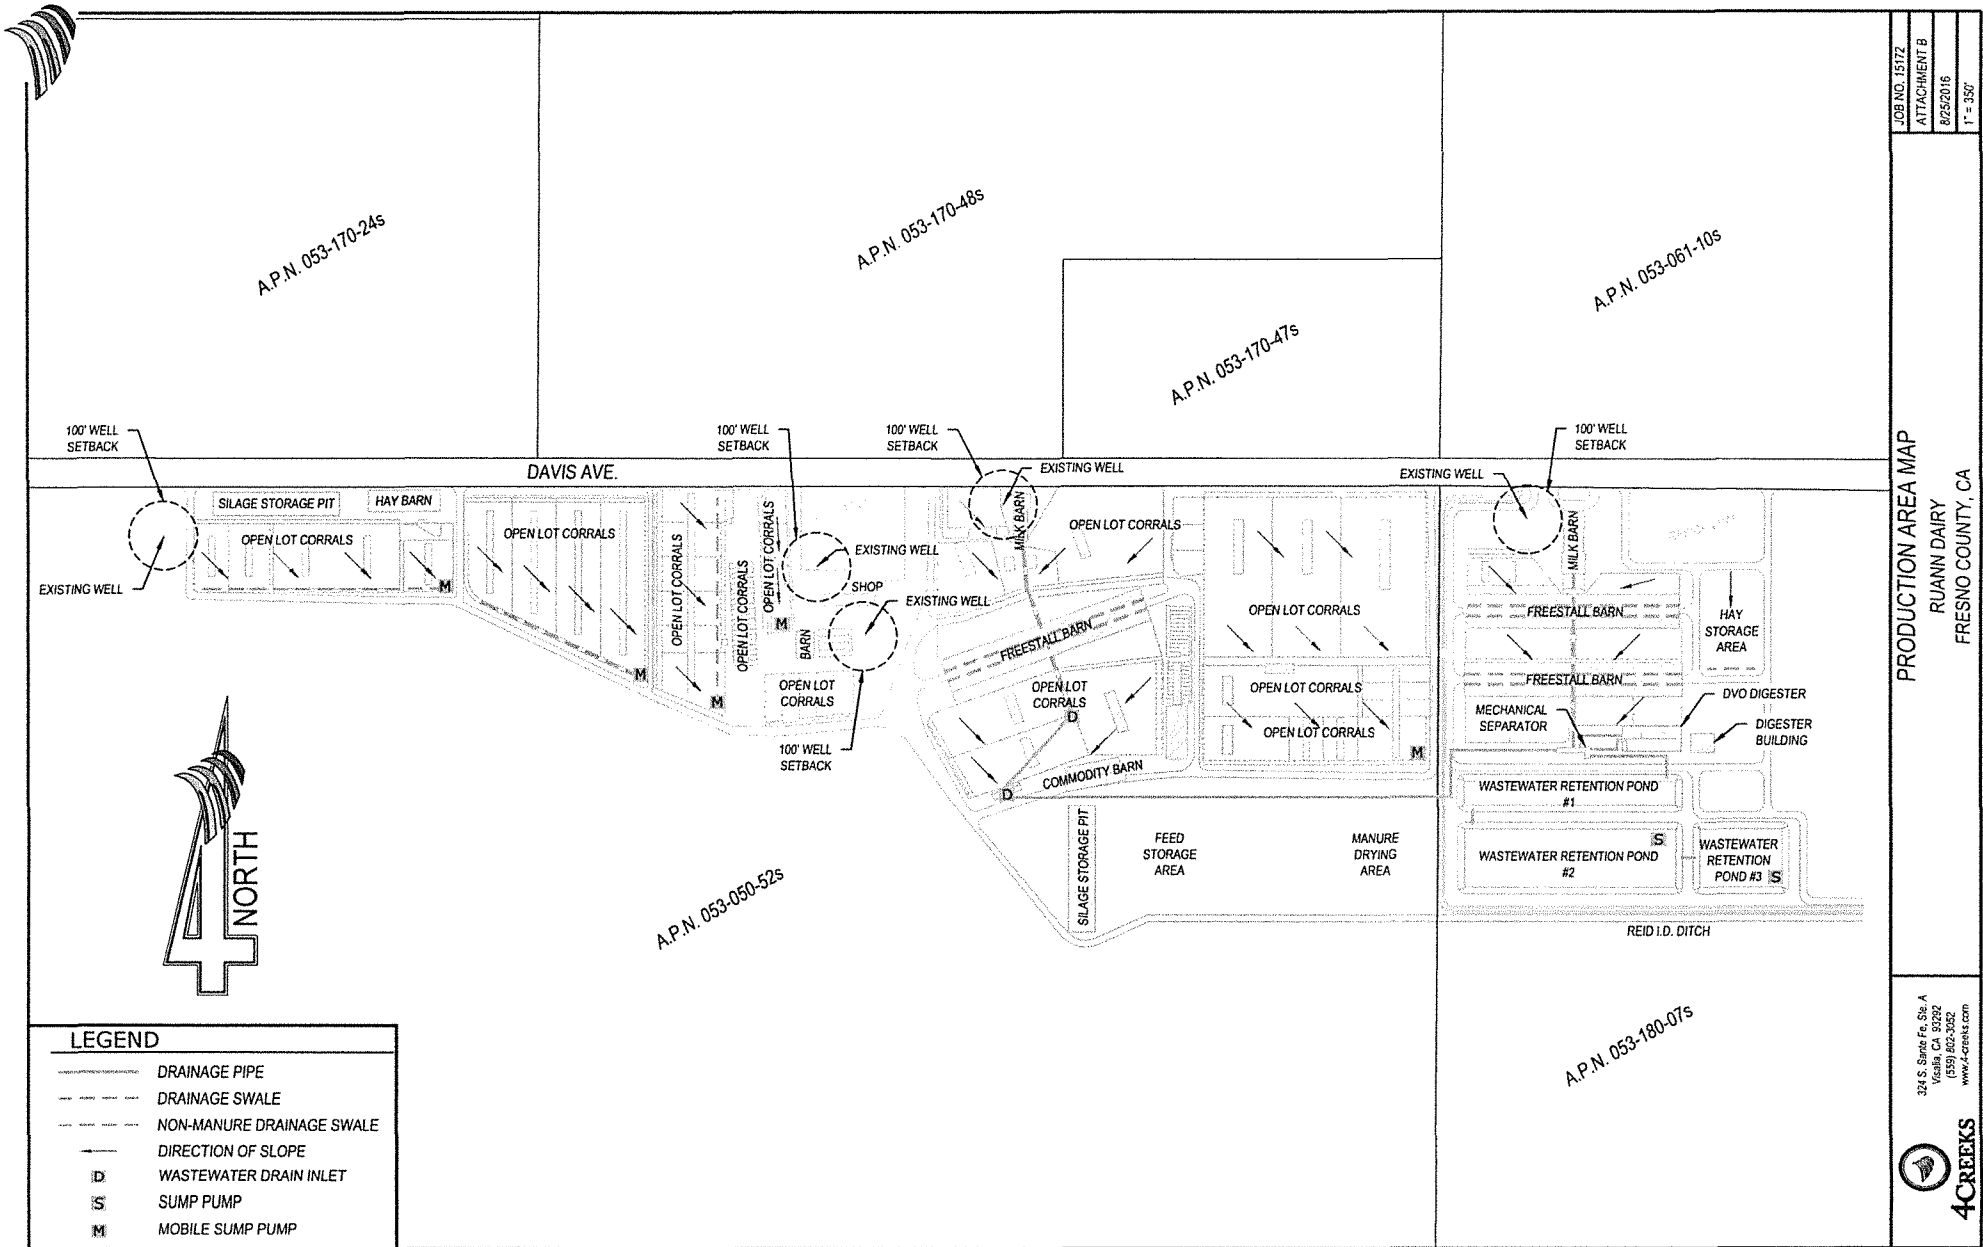 A.P.N. 053-170-24s
A.P.N. 053-170-48s
A.P.N. 053-170-47s
A.P.N. 053-061-10s
100' WELL
SETBACK
100' WELL
SETBACK
100' WELL
SETBACK
100' WELL
SETBACK
DAVIS AVE.
EXISTING WELL
EXISTING WELL
SILAGE STORAGE PIT
HAY BARN
OPEN LOT CORRALS
EXISTING WELL
M
OPEN LOT CORRALS
M
OPEN LOT CORRALS
M
OPEN LOT CORRALS
OPEN LOT CORRALS
M
EXISTING WELL
SHOP
EXISTING WELL
BARN
OPEN LOT
CORRALS
100' WELL
SETBACK
MILK BARN
OPEN LOT CORRALS
FREESTALL BARN
OPEN LOT
CORRALS
D
D
COMMODITY BARN
OPEN LOT CORRALS
OPEN LOT CORRALS
OPEN LOT CORRALS
M
MILK BARN
FREESTALL BARN
FREESTALL BARN
HAY
STORAGE
AREA
MECHANICAL
SEPARATOR
DVO DIGESTER
DIGESTER
BUILDING
WASTEWATER RETENTION POND
#1
WASTEWATER RETENTION POND
#2
S
WASTEWATER
RETENTION
POND #3
S
SILAGE STORAGE PIT
FEED
STORAGE
AREA
MANURE
DRYING
AREA
REID I.D. DITCH
A.P.N. 053-050-52s
A.P.N. 053-180-07s
4
NORTH
LEGEND
DRAINAGE PIPE
DRAINAGE SWALE
NON-MANURE DRAINAGE SWALE
DIRECTION OF SLOPE
D WASTEWATER DRAIN INLET
S SUMP PUMP
M MOBILE SUMP PUMP
JOB NO. 15172
ATTACHMENT B
8/25/2016
1" = 350'
PRODUCTION AREA MAP
RUANN DAIRY
FRESNO COUNTY, CA
324 S. Sante Fe, Ste. A
Visalia, CA 93292
(559) 802-3052
www.4-creeks.com
4CREEKS